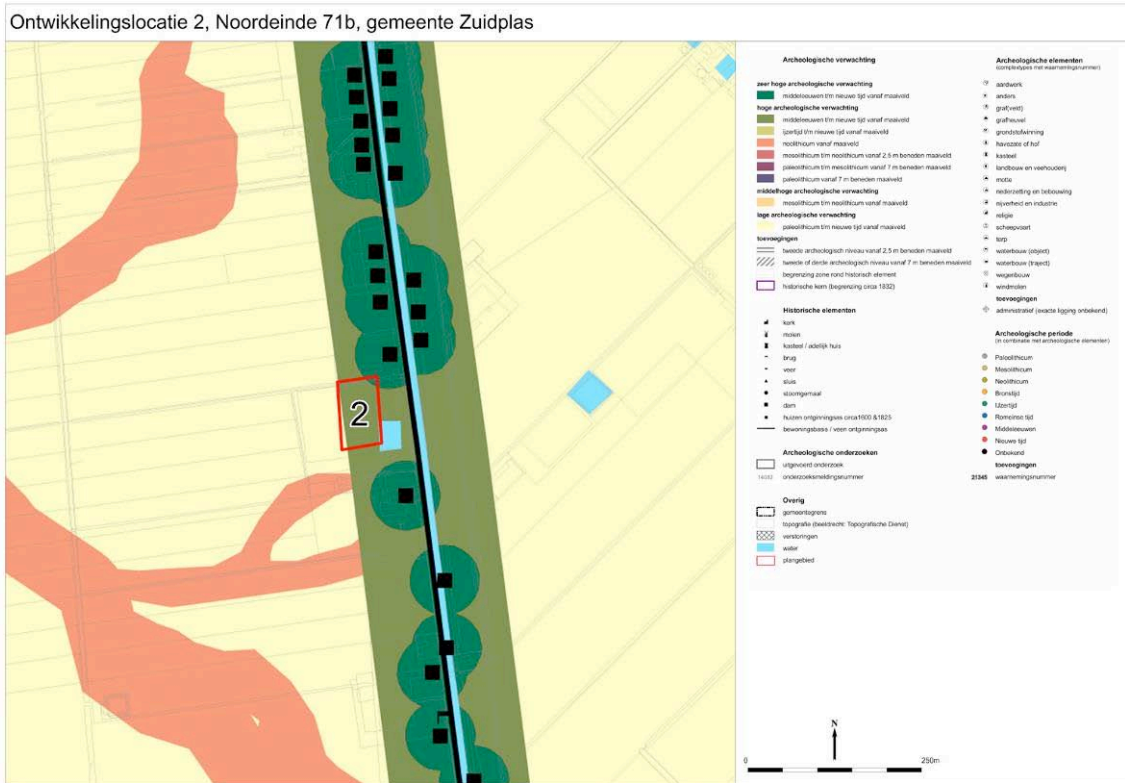 Ontwikkelingslocatie 2, Noordeinde 71b, gemeente Zuidplas
2
Archeologische verwachting
zeer hoge archeologische verwachting
middeleeuwen t/m nieuwe tijd vanaf maaiveld
hoge archeologische verwachting
middeleeuwen t/m nieuwe tijd vanaf maaiveld
ijzertijd t/m nieuwe tijd vanaf maaiveld
neolithicum vanaf maaiveld
mesolithicum t/m neolithicum vanaf 2,5 m beneden maaiveld
paleolithicum t/m mesolithicum vanaf 7 m beneden maaiveld
paleolithicum vanaf 7 m beneden maaiveld
middelhoge archeologische verwachting
mesolithicum t/m neolithicum vanaf maaiveld
lage archeologische verwachting
paleolithicum t/m nieuwe tijd vanaf maaiveld
toevoegingen
tweede archeologisch niveau vanaf 2,5 m beneden maaiveld
tweede of derde archeologisch niveau vanaf 7 m beneden maaiveld
begrenzing zone rond historisch element
historische kern (begrenzing circa 1832)
Historische elementen
kerk
molen
kasteel / adellijk huis
brug
veer
sluis
stoomgemaal
dam
huizen ontginningsas circa1600 &1825
bewoningsbasis / veen ontginningsas
Archeologische onderzoeken
uitgevoerd onderzoek
onderzoeksmeldingsnummer
Overig
gemeentegrens
topografie (beeldrecht: Topografische Dienst)
verstoringen
water
plangebied
Archeologische elementen
(complextypes met waarnemingsnummer)
aardwerk
anders
graf(veld)
grafheuvel
grondstofwinning
havezate of hof
kasteel
landbouw en veehouderij
motte
nederzetting en bebouwing
nijverheid en industrie
religie
scheepvaart
terp
waterbouw (object)
waterbouw (traject)
wegenbouw
windmolen
toevoegingen
administratief (exacte ligging onbekend)
Archeologische periode
(in combinatie met archeologische elementen)
Paleolithicum
Mesolithicum
Neolithicum
Bronstijd
IJzertijd
Romeinse tijd
Middeleeuwen
Nieuwe tijd
Onbekend
toevoegingen
21345 waarnemingsnummer
N
0 250m